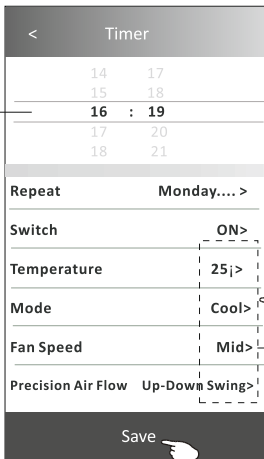 < Timer
14 17
15 18
16 : 19
17 20
18 21
Repeat Monday.... >
Switch ON>
Temperature 25¡>
Mode Cool>
Fan Speed Mid>
Precision Air Flow Up-Down Swing>
Save